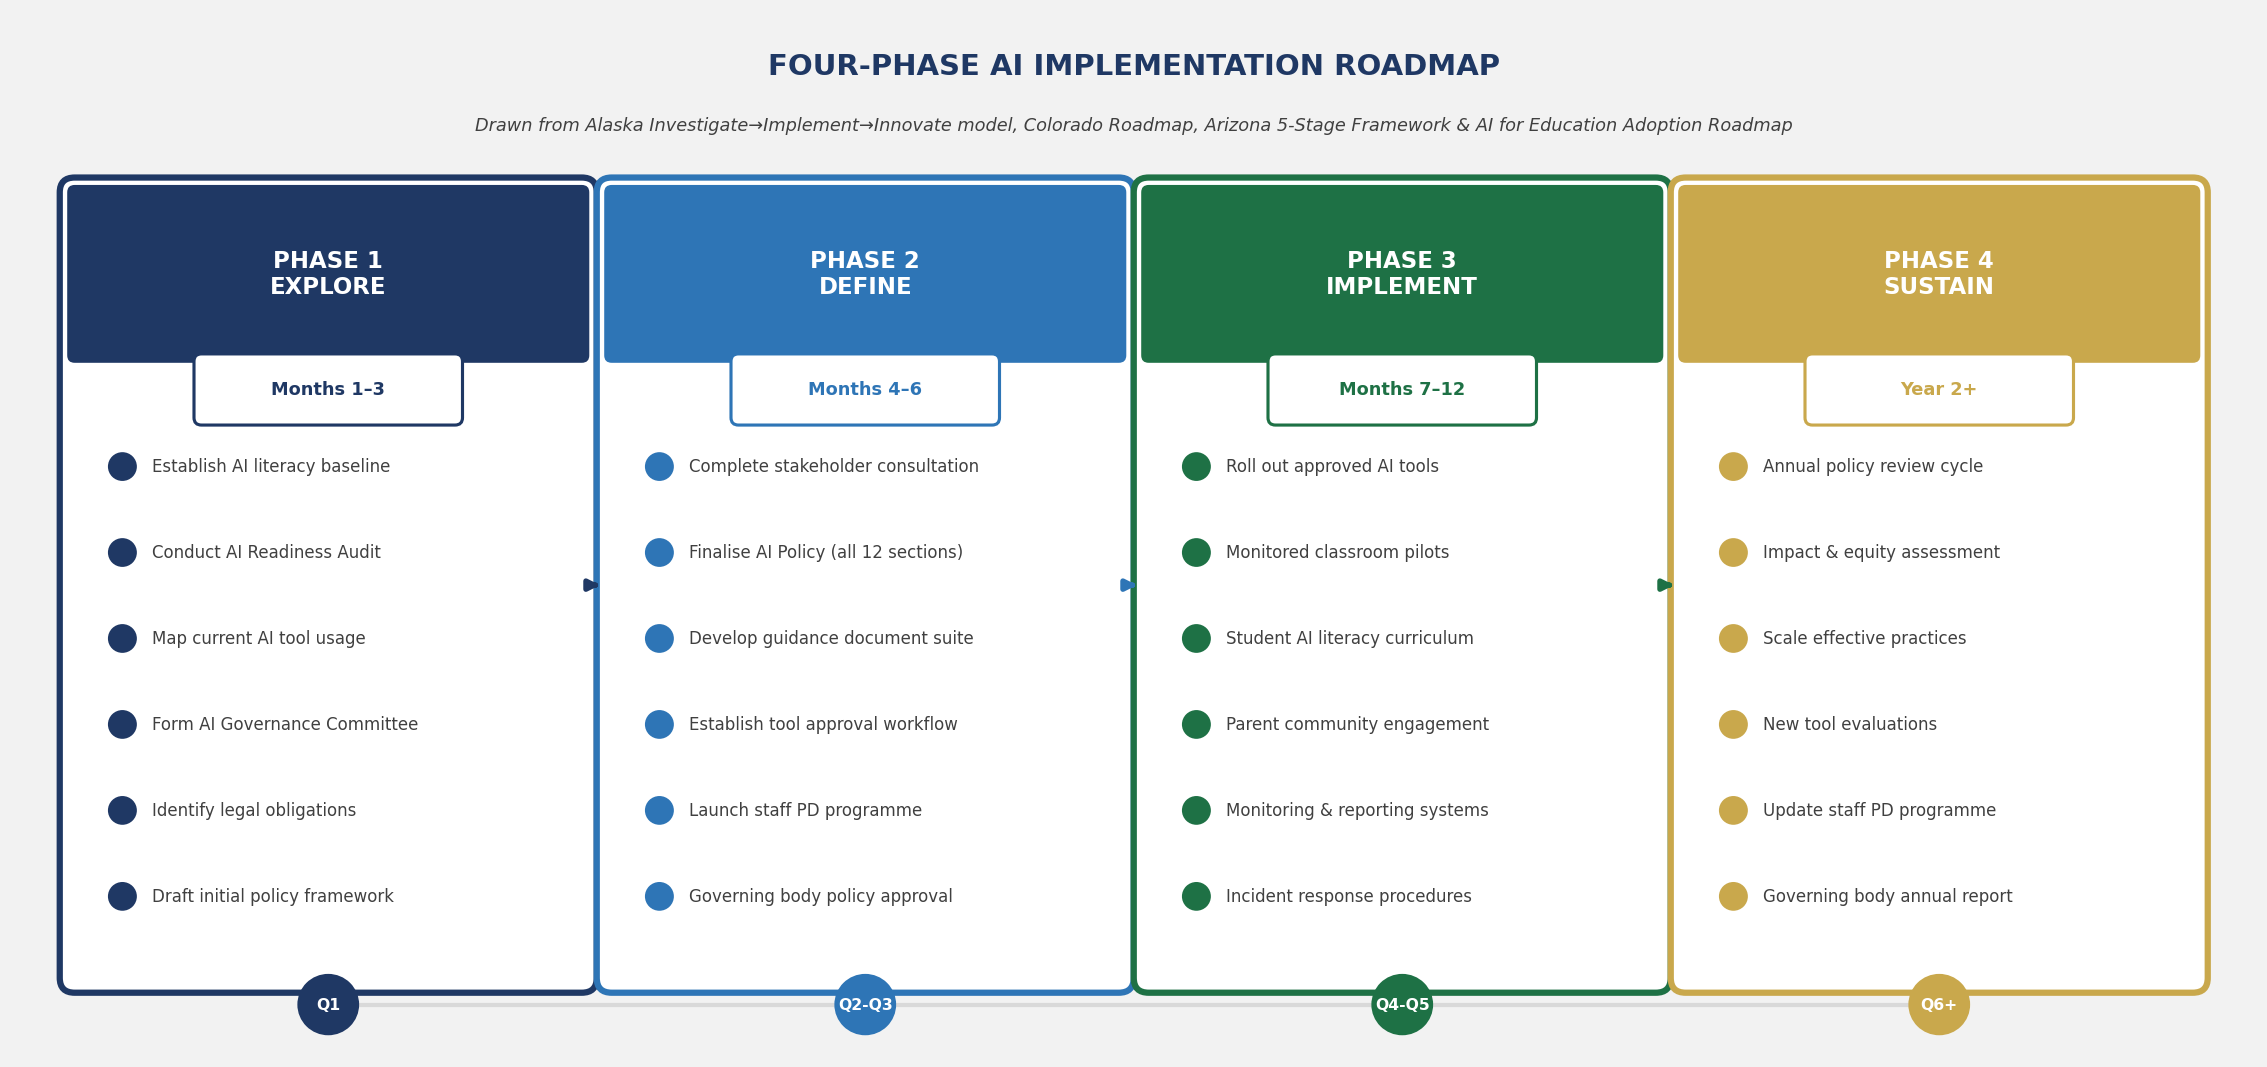 FOUR-PHASE AI IMPLEMENTATION ROADMAP
Drawn from Alaska Investigate→Implement→Innovate model, Colorado Roadmap, Arizona 5-Stage Framework & AI for Education Adoption Roadmap
PHASE 1
EXPLORE
Months 1–3
Establish AI literacy baseline
Conduct AI Readiness Audit
Map current AI tool usage
Form AI Governance Committee
Identify legal obligations
Draft initial policy framework
Q1
PHASE 2
DEFINE
Months 4–6
Complete stakeholder consultation
Finalise AI Policy (all 12 sections)
Develop guidance document suite
Establish tool approval workflow
Launch staff PD programme
Governing body policy approval
Q2-Q3
PHASE 3
IMPLEMENT
Months 7–12
Roll out approved AI tools
Monitored classroom pilots
Student AI literacy curriculum
Parent community engagement
Monitoring & reporting systems
Incident response procedures
Q4-Q5
PHASE 4
SUSTAIN
Year 2+
Annual policy review cycle
Impact & equity assessment
Scale effective practices
New tool evaluations
Update staff PD programme
Governing body annual report
Q6+